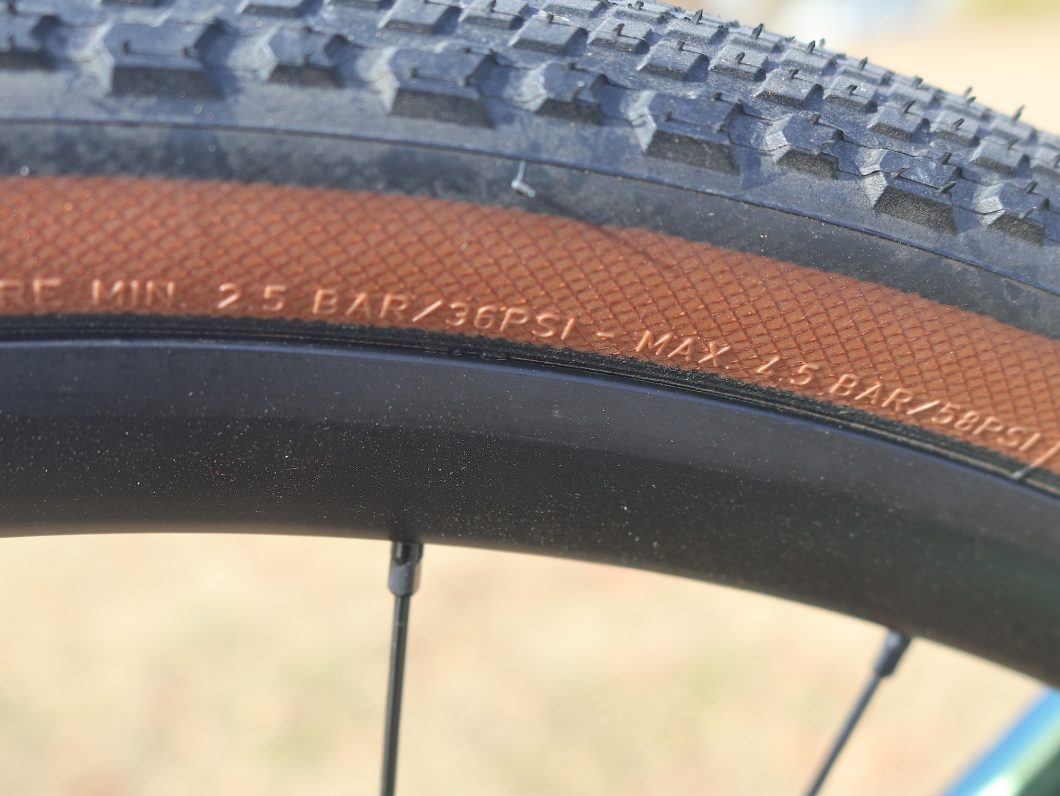 RE MIN. 2.5 BAR/36PSI - MAX. 4.5 BAR/58PSI